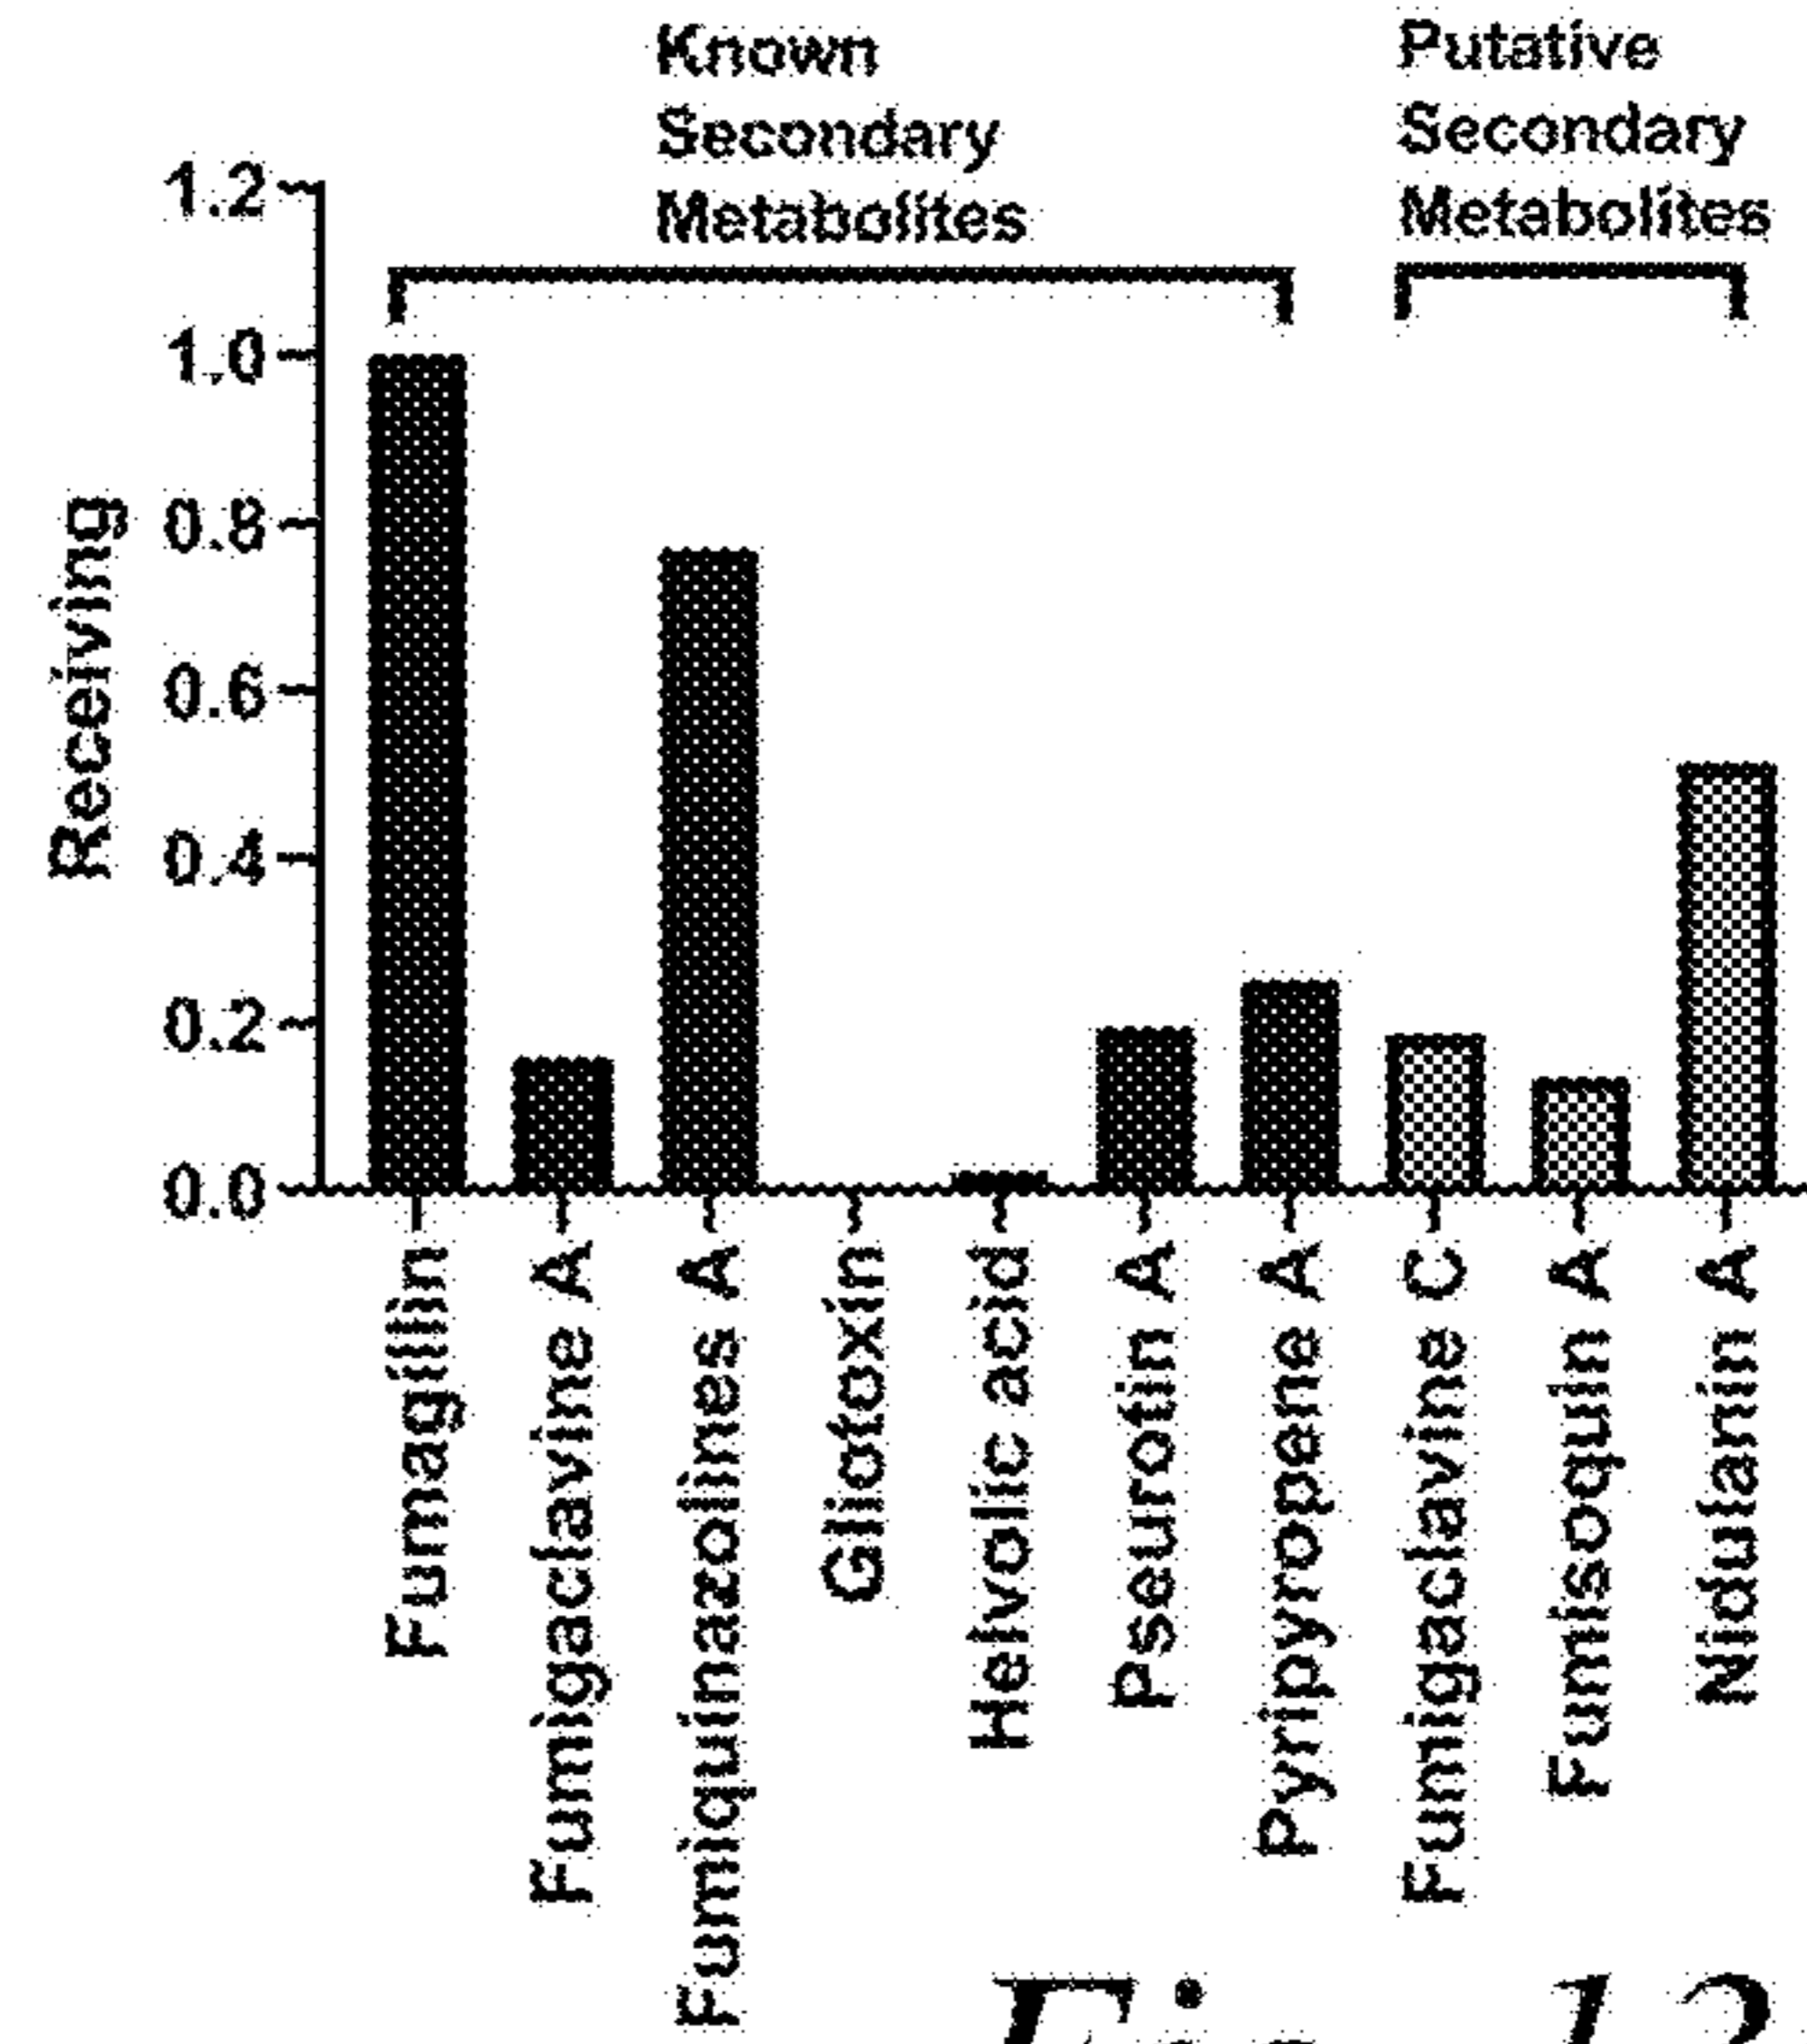 Known
Secondary
Metabolites
Putative
Secondary
Metabolites
1.2
1.0
0.8
0.6
0.4
0.2
0.0
Receiving
Fumagillin
Fumigaclavine A
Fumiquinazolines A
Gliotoxin
Helvolic acid
Pseurotin A
Pyripyropene A
Fumigaclavine C
Fumisoquin A
Nidulanin A